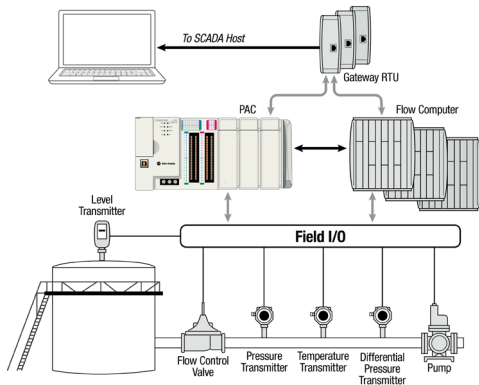 To SCADA Host
Gateway RTU
PAC
Flow Computer
Level
Transmitter
Field I/O
Flow Control
Valve
Pressure
Transmitter
Temperature
Transmitter
Differential
Pressure
Transmitter
Pump